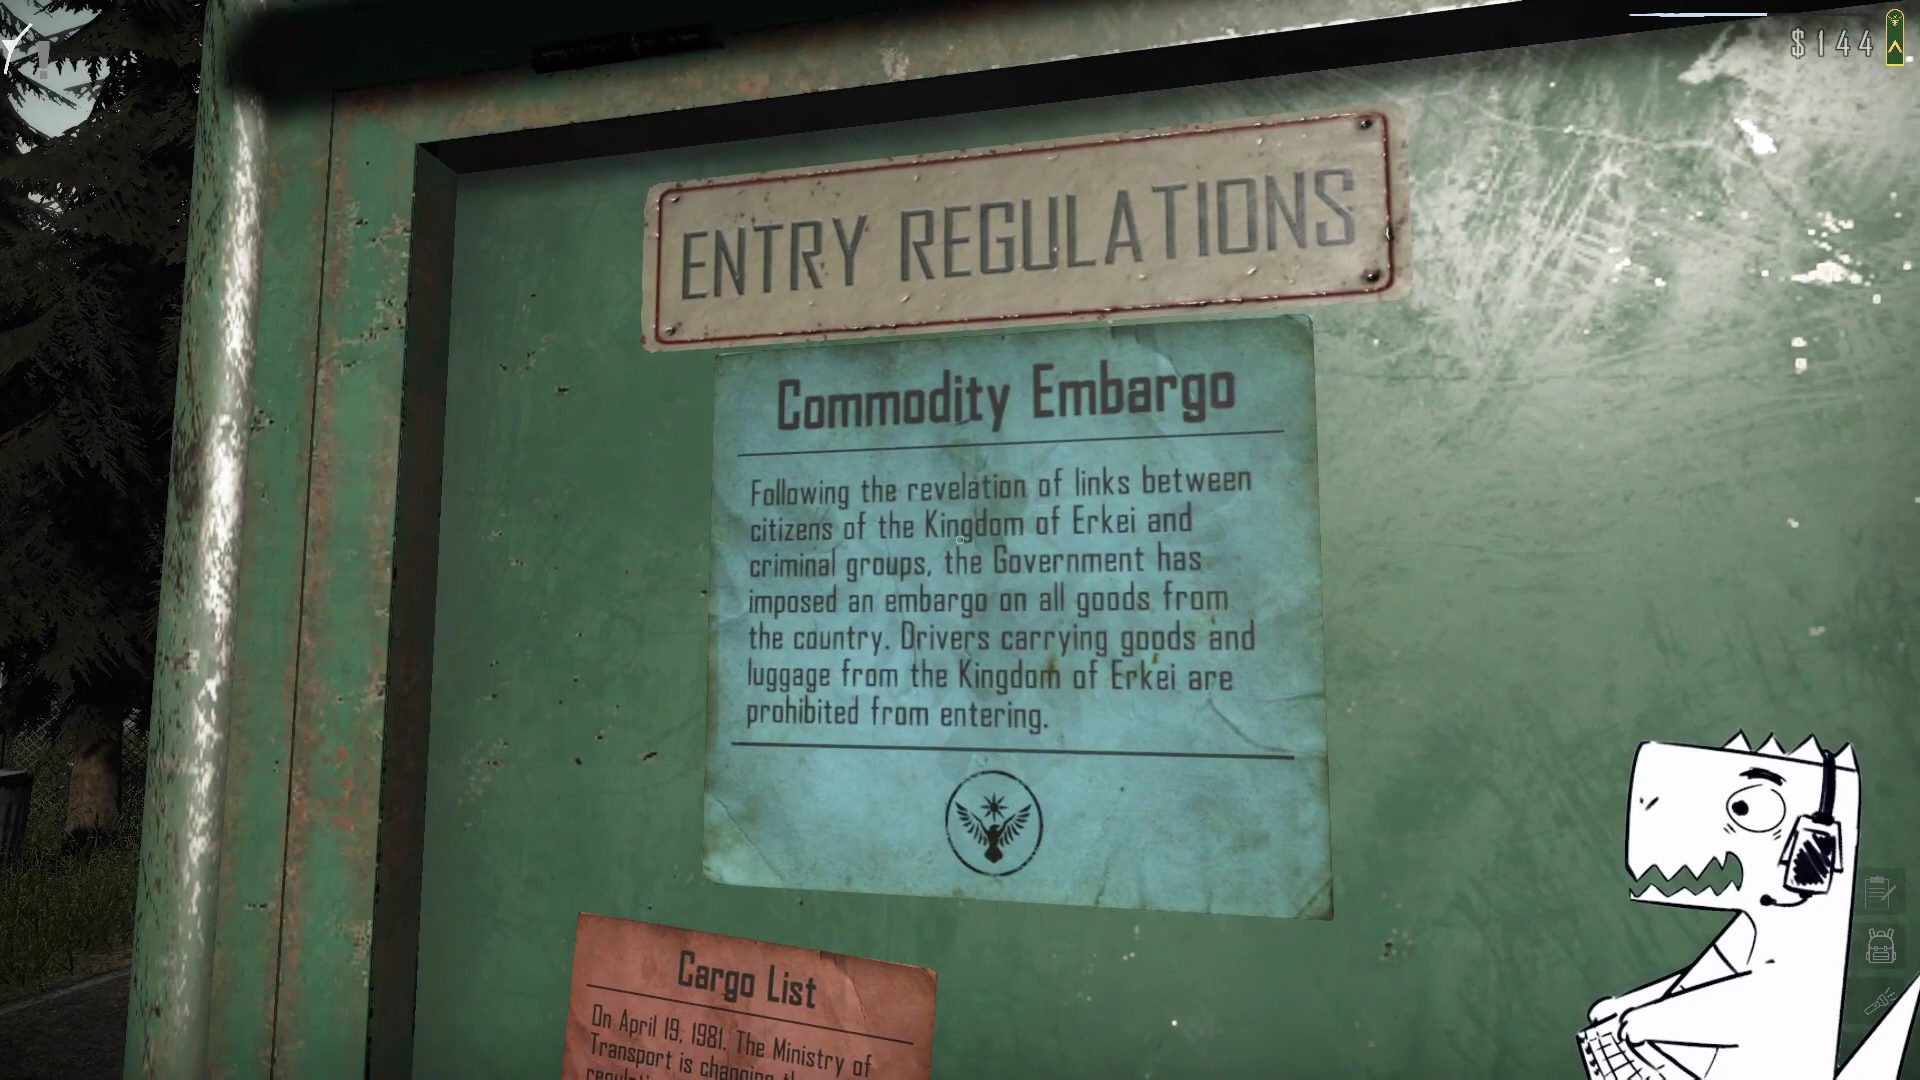 $144
ENTRY REGULATIONS
Commodity Embargo
Following the revelation of links between
citizens of the Kingdom of Erkei and
criminal groups, the Government has
imposed an embargo on all goods from
the country. Drivers carrying goods and
luggage from the Kingdom of Erkei are
prohibited from entering.
Cargo List
On April 19, 1981. The Ministry of
Transport is changing